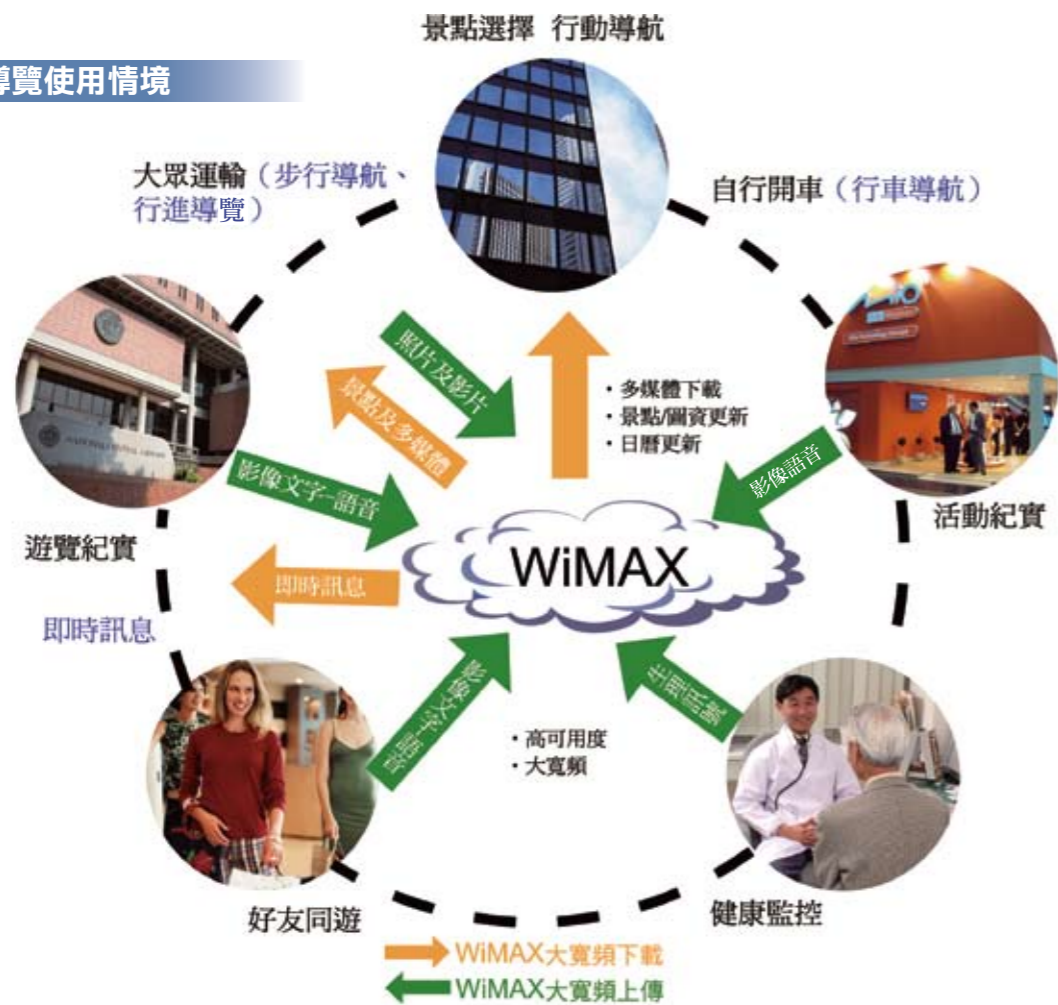 景點選擇 行動導航
導覽使用情境
大眾運輸（步行導航、
行進導覽）
自行開車（行車導航）
照片及影片
景點及多媒體
・多媒體下載
・景點/圖資更新
・日曆更新
影像文字-語音
影像語音
遊覽紀實
活動紀實
WiMAX
即時訊息
即時訊息
影像文字語音
生理訊號
・高可用度
・大寬頻
好友同遊
健康監控
WiMAX大寬頻下載
WiMAX大寬頻上傳